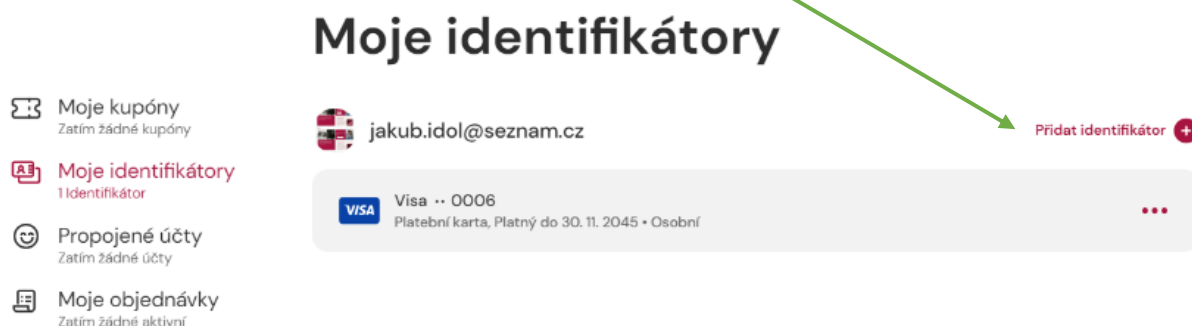 Moje identifikátory
Moje kupóny
Zatím žádné kupóny
Moje identifikátory
1 Identifikátor
Propojené účty
Zatím žádné účty
Moje objednávky
Zatím žádné aktivní
jakub.idol@seznam.cz
Přidat identifikátor +
VISA
Visa ·· 0006
Platební karta, Platný do 30. 11. 2045 • Osobní